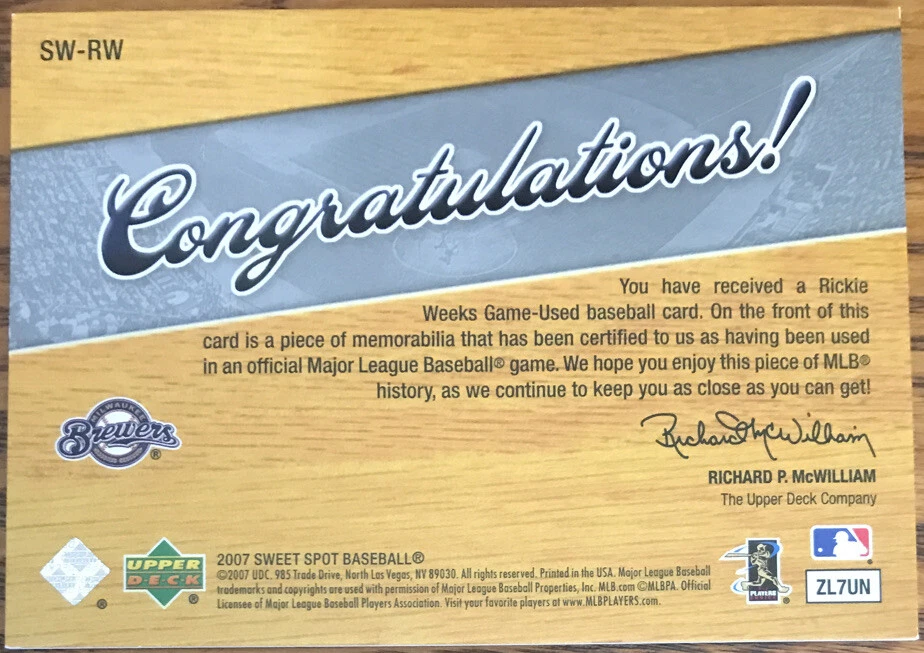 SW-RW
Congratulations!
You have received a Rickie
Weeks Game-Used baseball card. On the front of this
card is a piece of memorabilia that has been certified to us as having been used
in an official Major League Baseball® game. We hope you enjoy this piece of MLB®
history, as we continue to keep you as close as you can get!
MILWAUKEE
Brewers®
Richard McWilliam
RICHARD P. McWILLIAM
The Upper Deck Company
UPPER
DECK®
2007 SWEET SPOT BASEBALL®
©2007 UDC. 985 Trade Drive, North Las Vegas, NV 89030. All rights reserved. Printed in the USA. Major League Baseball
trademarks and copyrights are used with permission of Major League Baseball Properties, Inc. MLB.com ©MLBPA. Official
Licensee of Major League Baseball Players Association. Visit your favorite players at www.MLBPLAYERS.com.
PLAYERS
CHOICE
ZL7UN